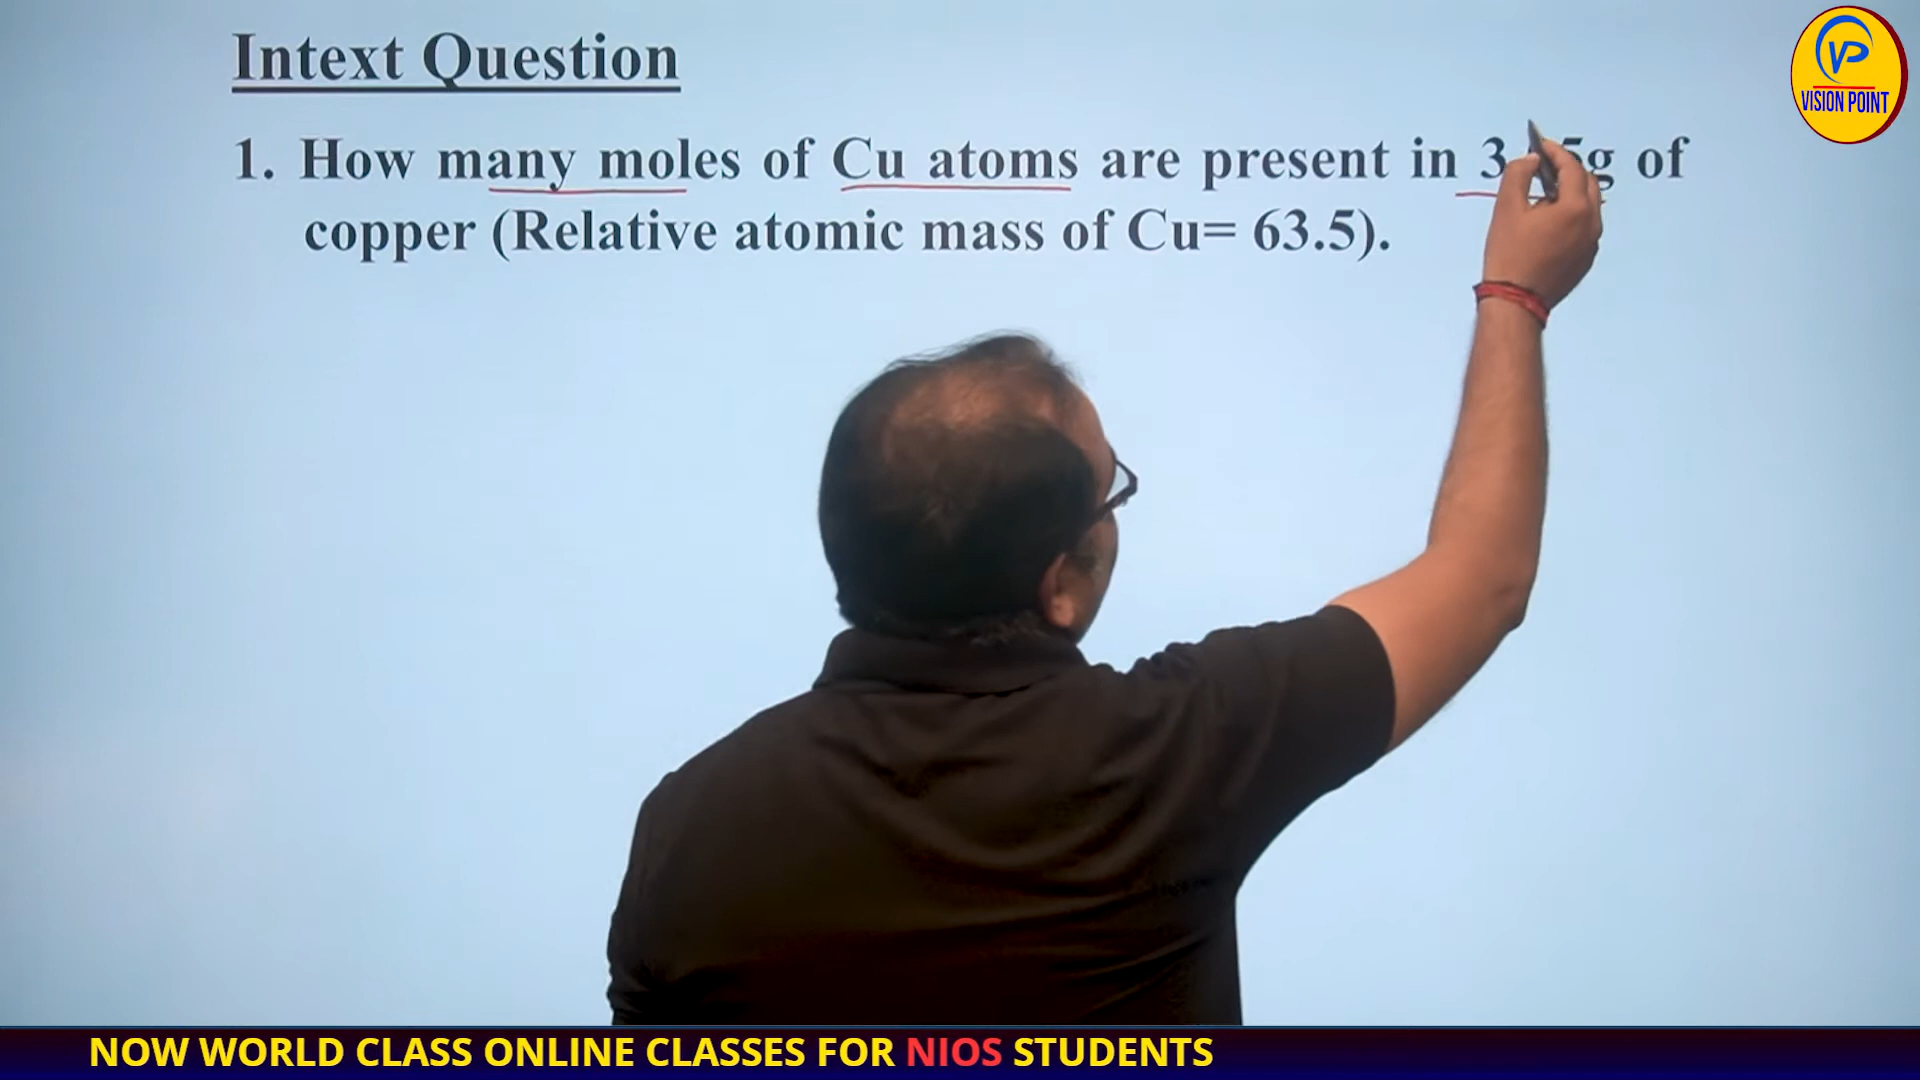 Intext Question
VP
VISION POINT
1. How many moles of Cu atoms are present in of
copper (Relative atomic mass of Cu= 63.5).
NOW WORLD CLASS ONLINE CLASSES FOR NIOS STUDENTS